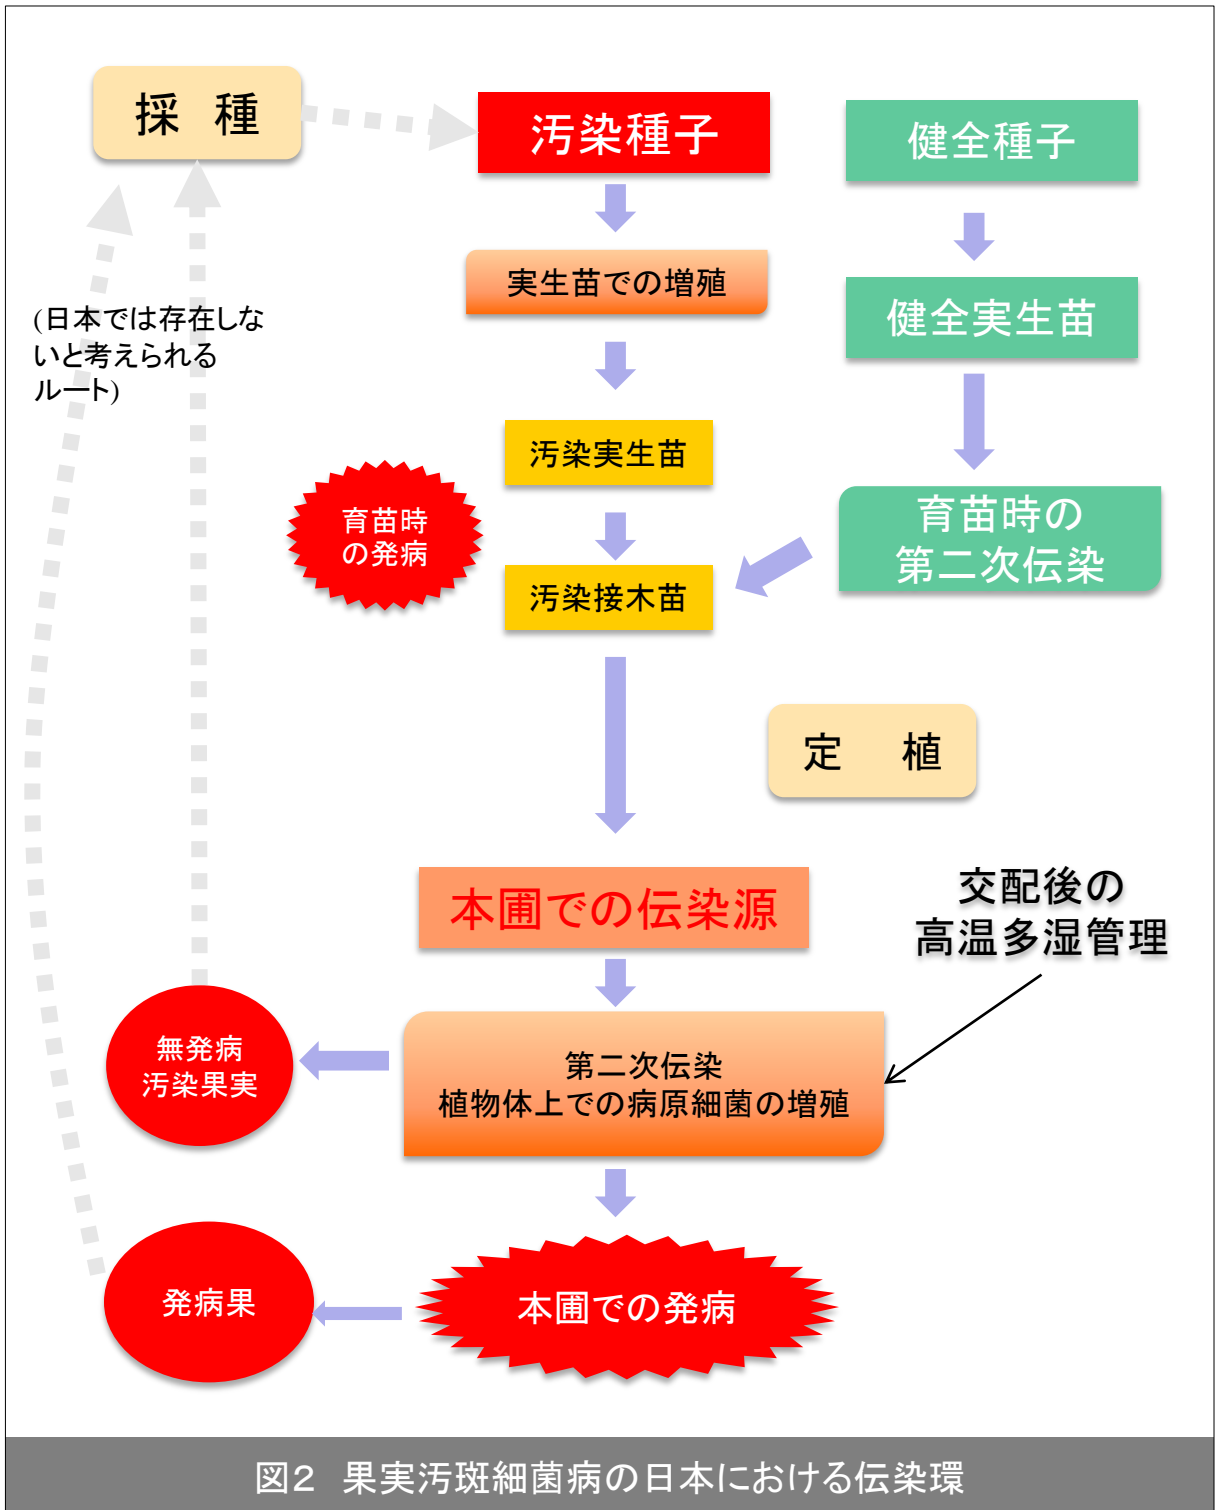 採 種
汚染種子
健全種子
実生苗での増殖
健全実生苗
(日本では存在しな
いと考えられる
ルート)
汚染実生苗
育苗時
の発病
育苗時の
第二次伝染
汚染接木苗
定 植
本圃での伝染源
交配後の
高温多湿管理
無発病
汚染果実
第二次伝染
植物体上での病原細菌の増殖
発病果
本圃での発病
図2 果実汚斑細菌病の日本における伝染環